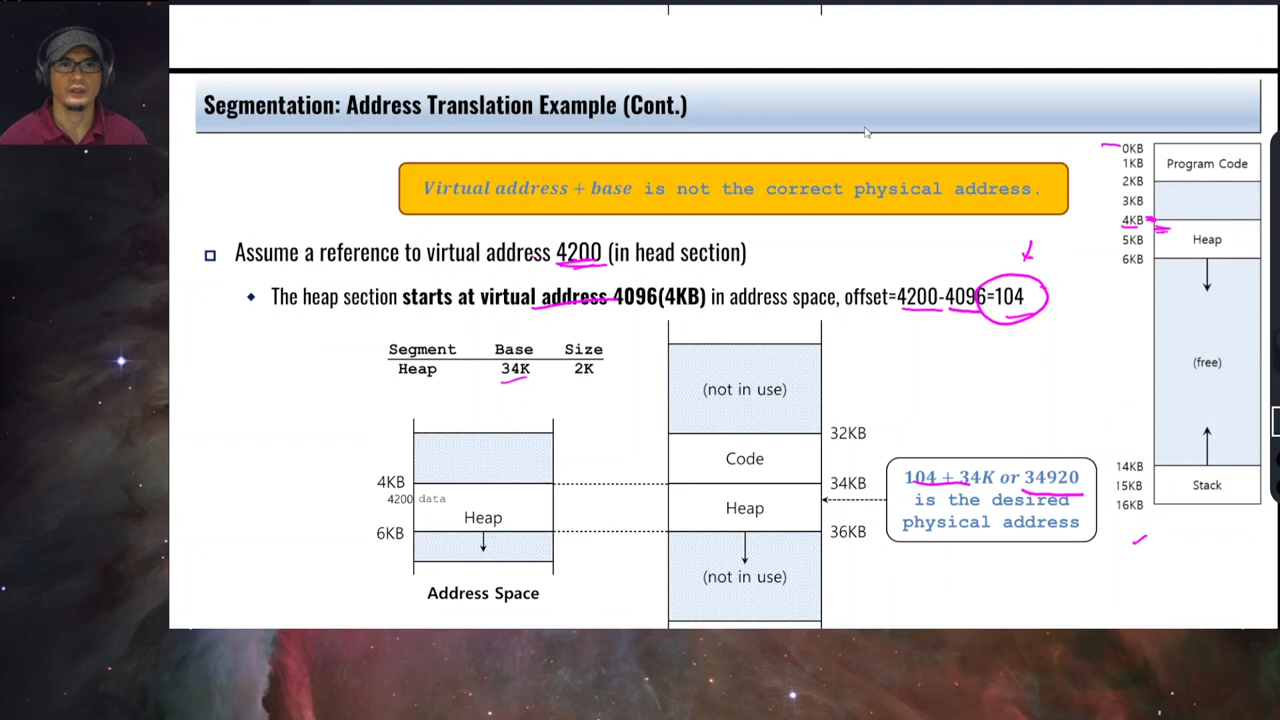 Segmentation: Address Translation Example (Cont.)
Virtual address + base is not the correct physical address.
Assume a reference to virtual address 4200 (in head section)
The heap section starts at virtual address 4096(4KB) in address space, offset=4200-4096=104
Segment Base Size
Heap 34K 2K
4KB
4200 data
Heap
6KB
Address Space
(not in use)
32KB
Code
34KB
Heap
36KB
(not in use)
104 + 34K or 34920
is the desired
physical address
0KB
Program Code
1KB
2KB
3KB
4KB
5KB
Heap
6KB
(free)
14KB
15KB
Stack
16KB